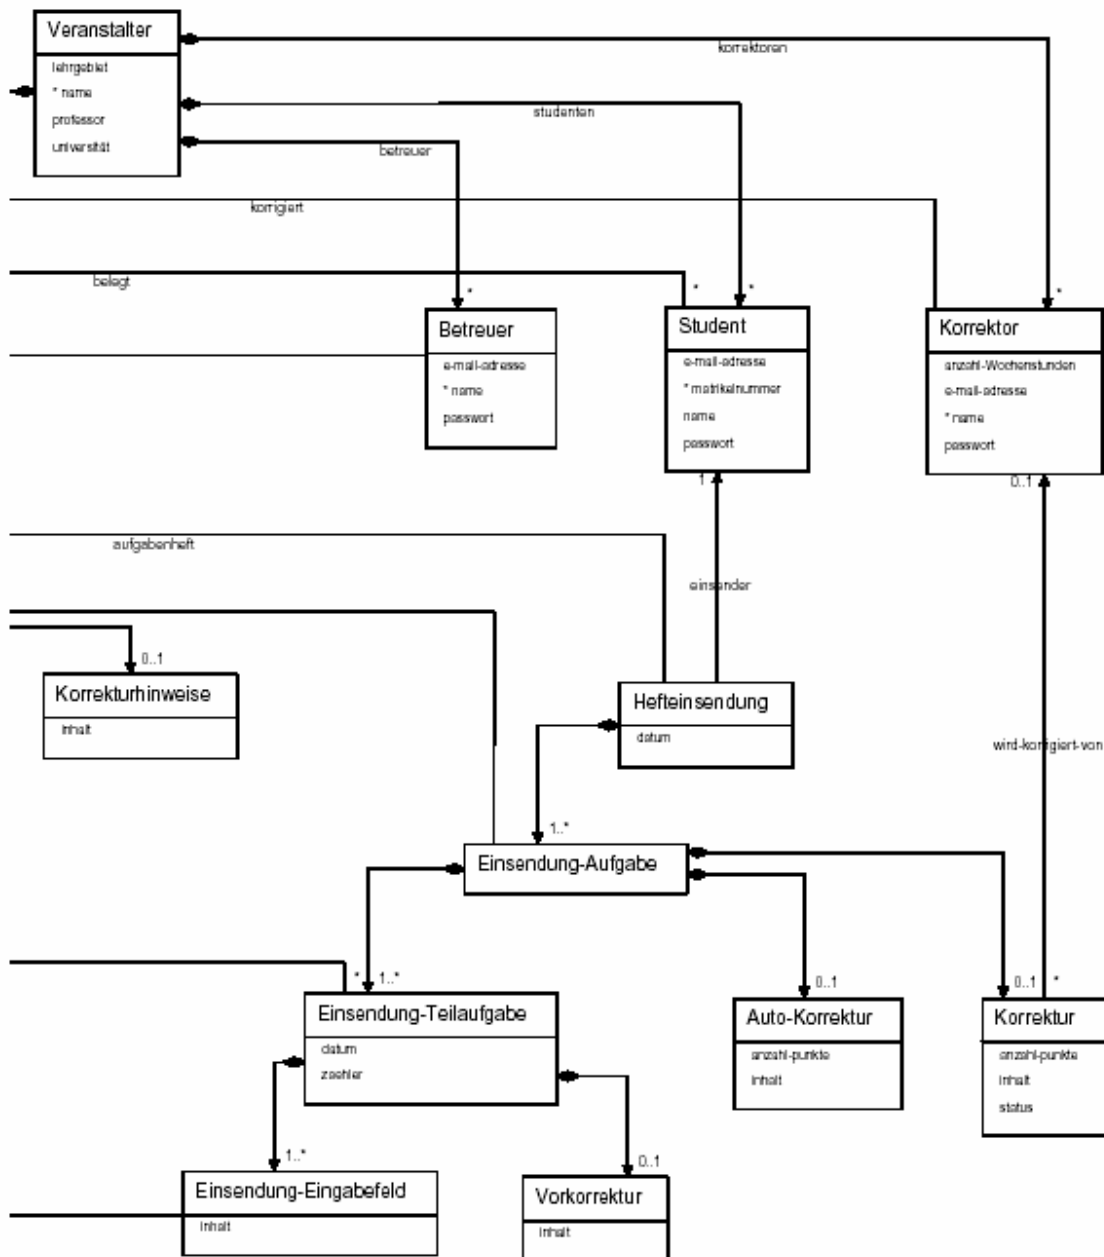 Veranstalter
lehrgebiet
* name
professor
universität
korrektoren
studenten
betreuer
korrigiert
belegt
*
*
*
*
Betreuer
e-mail-adresse
* name
passwort
Student
e-mail-adresse
* matrikelnummer
name
passwort
Korrektor
anzahl-Wochenstunden
e-mail-adresse
* name
passwort
1
0..1
aufgabenheft
einsender
0..1
Korrekturhinweise
inhalt
Hefteinsendung
datum
wird-korrigiert-von
1..*
Einsendung-Aufgabe
* 1..*
0..1
0..1 *
Einsendung-Teilaufgabe
datum
zaehler
Auto-Korrektur
anzahl-punkte
inhalt
Korrektur
anzahl-punkte
inhalt
status
1..*
0..1
Einsendung-Eingabefeld
inhalt
Vorkorrektur
inhalt